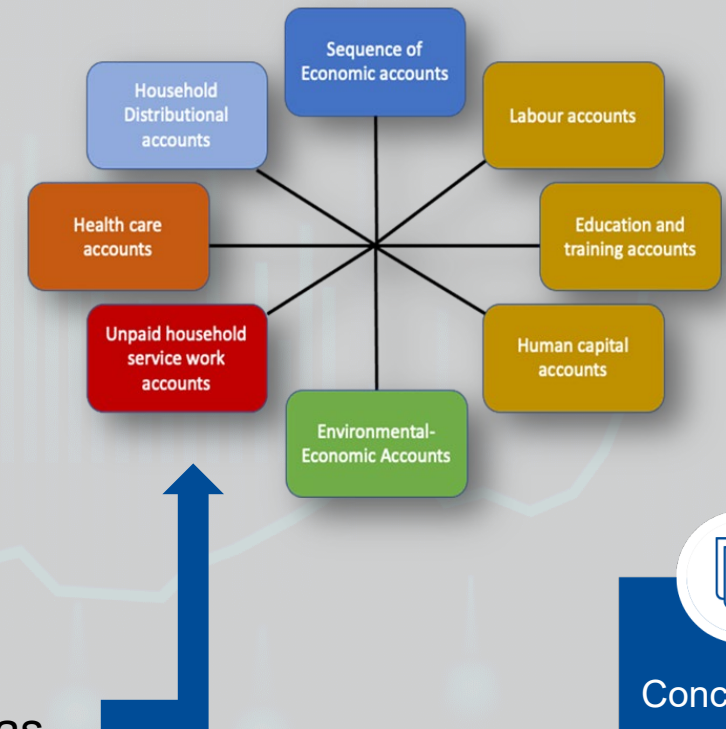 Sequence of
Economic accounts
Household
Distributional
accounts
Labour accounts
Health care
accounts
Education and
training accounts
Unpaid household
service work
accounts
Human capital
accounts
Environmental-
Economic Accounts